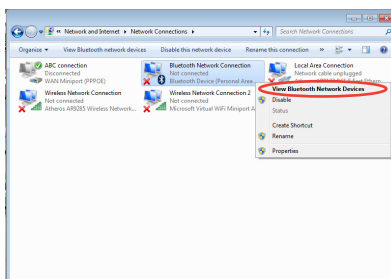 « Network and Internet ▸ Network Connections ▸
Search Network Connections
Organize ▾ View Bluetooth network devices Disable this network device Rename this connection »
ABC connection
Disconnected
WAN Miniport (PPPOE)
Bluetooth Network Connection
Not connected
Bluetooth Device (Personal Area...
Local Area Connection
Network cable unplugged
Wireless Network Connection
Not connected
Atheros AR9285 Wireless Network...
Wireless Network Connection 2
Not connected
Microsoft Virtual WiFi Miniport A
View Bluetooth Network Devices
Disable
Status
Create Shortcut
Rename
Properties